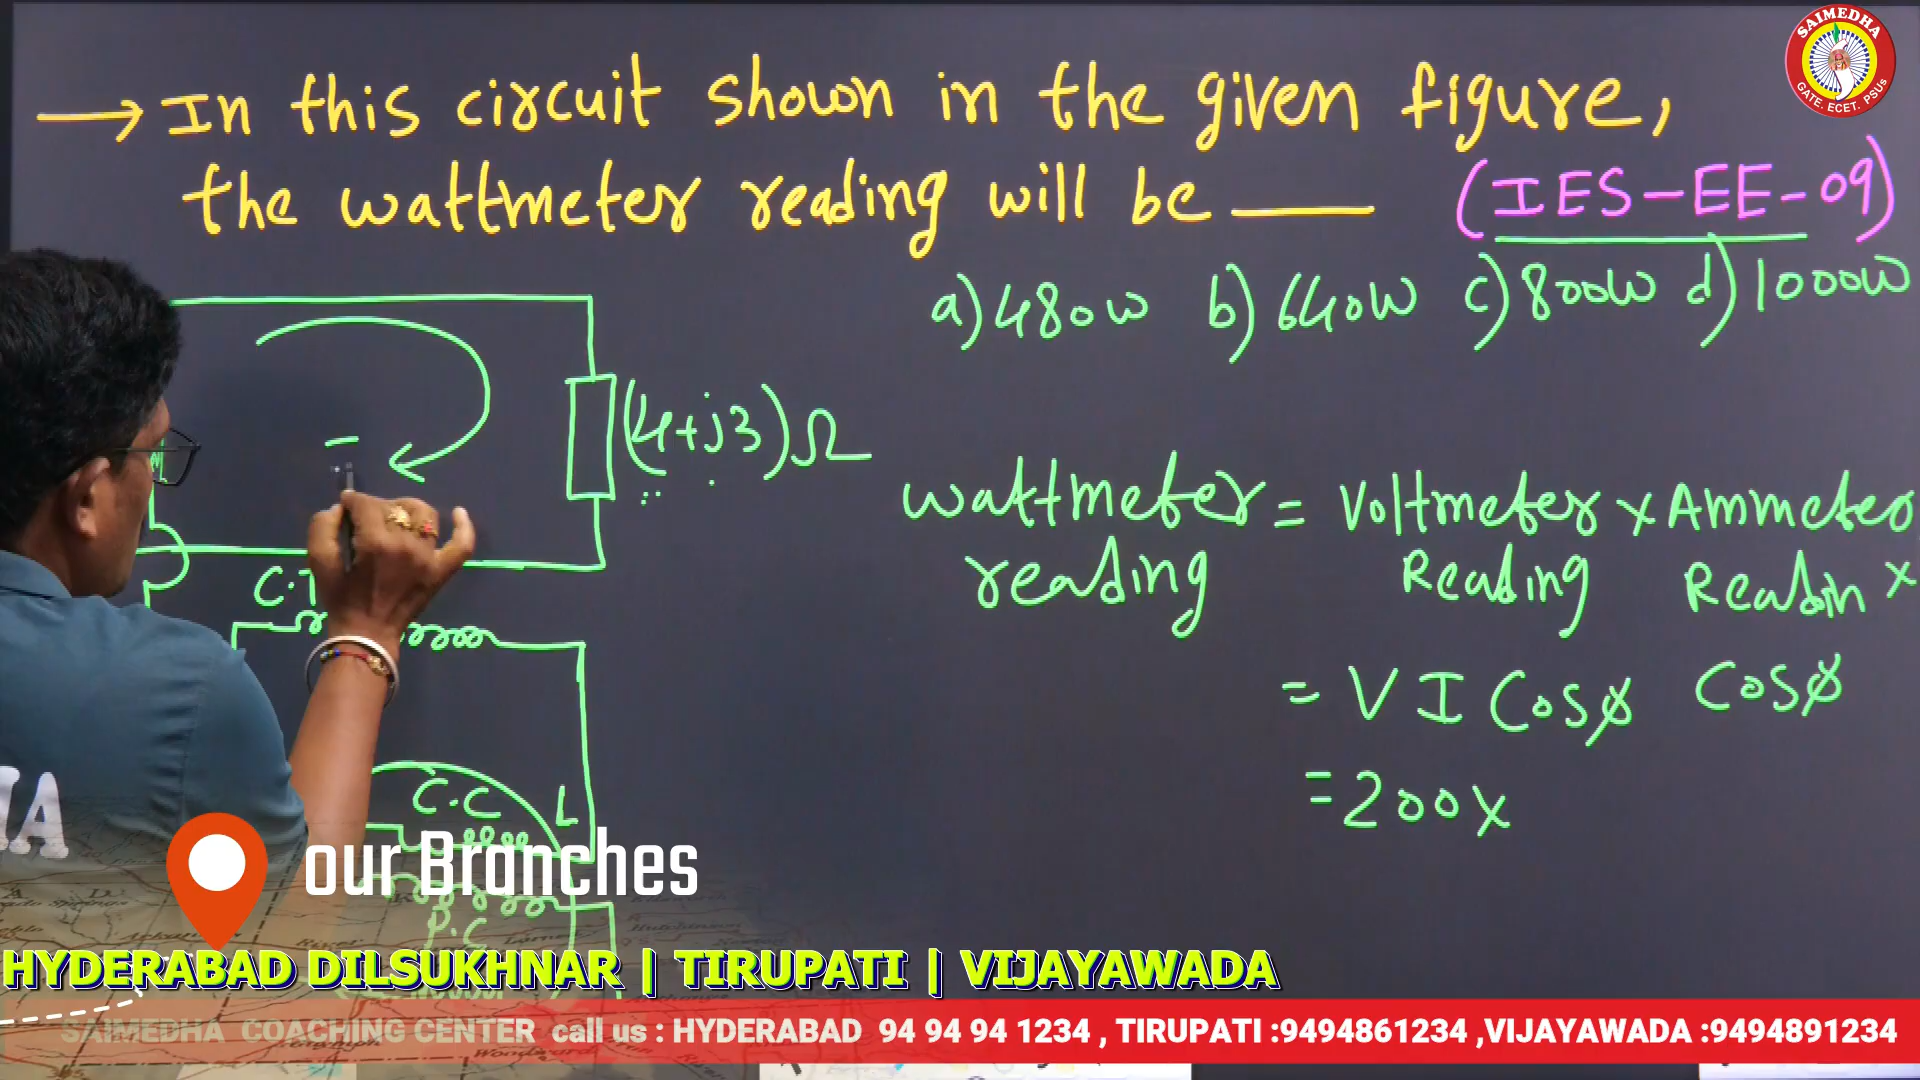 → In this circuit shown in the given figure,
the wattmeter reading will be ____ (IES-EE-09)
a) 480W b) 640W c) 800W d) 1000W
(4+j3)Ω
wattmeter reading = Voltmeter Reading x Ammeter Readin x Cosφ
= V I Cosφ
= 200x
C.T
C.C
L
P.C
SAIMEDHA
GATE. ECET. PSUs
our Branches
HYDERABAD DILSUKHNAR | TIRUPATI | VIJAYAWADA
SAIMEDHA COACHING CENTER call us : HYDERABAD 94 94 94 1234 , TIRUPATI :9494861234 ,VIJAYAWADA :9494891234